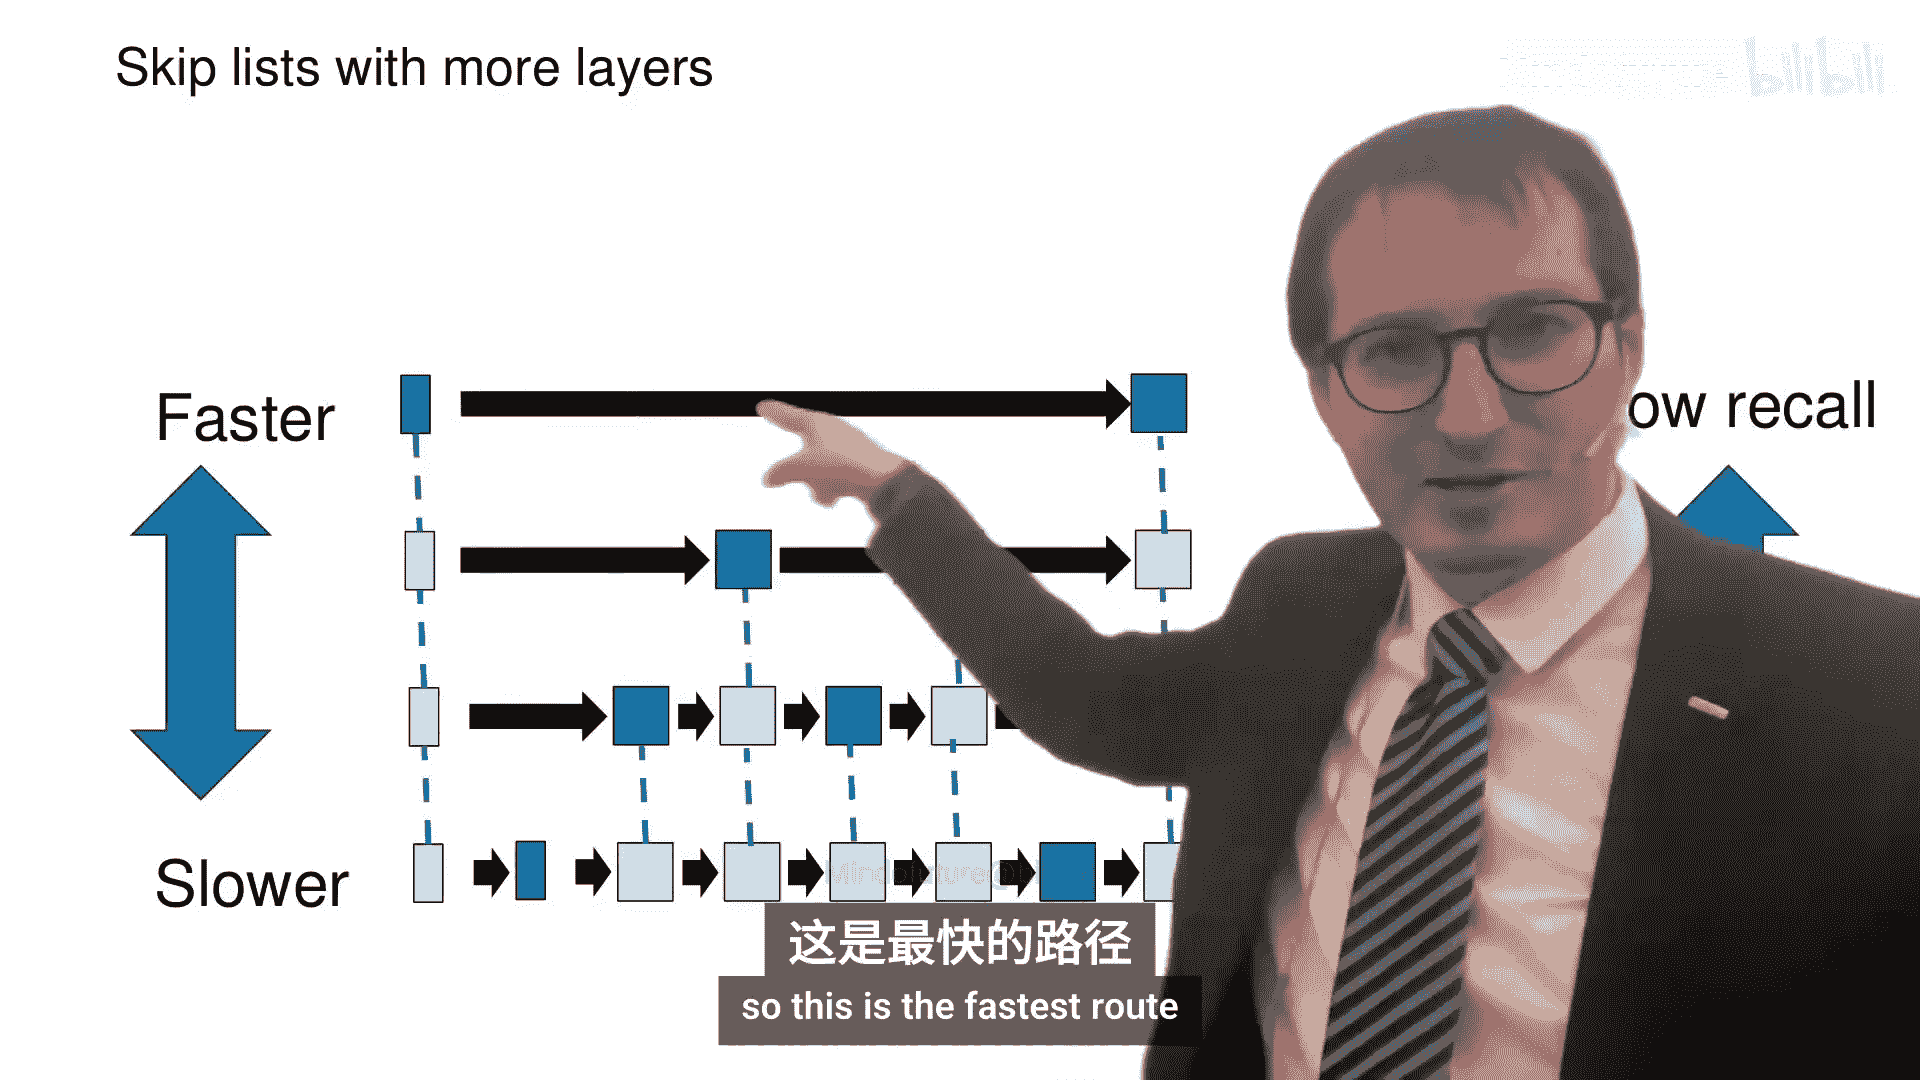 Skip lists with more layers
bilibili
Faster
ow recall
Slower
这是最快的路径
so this is the fastest route